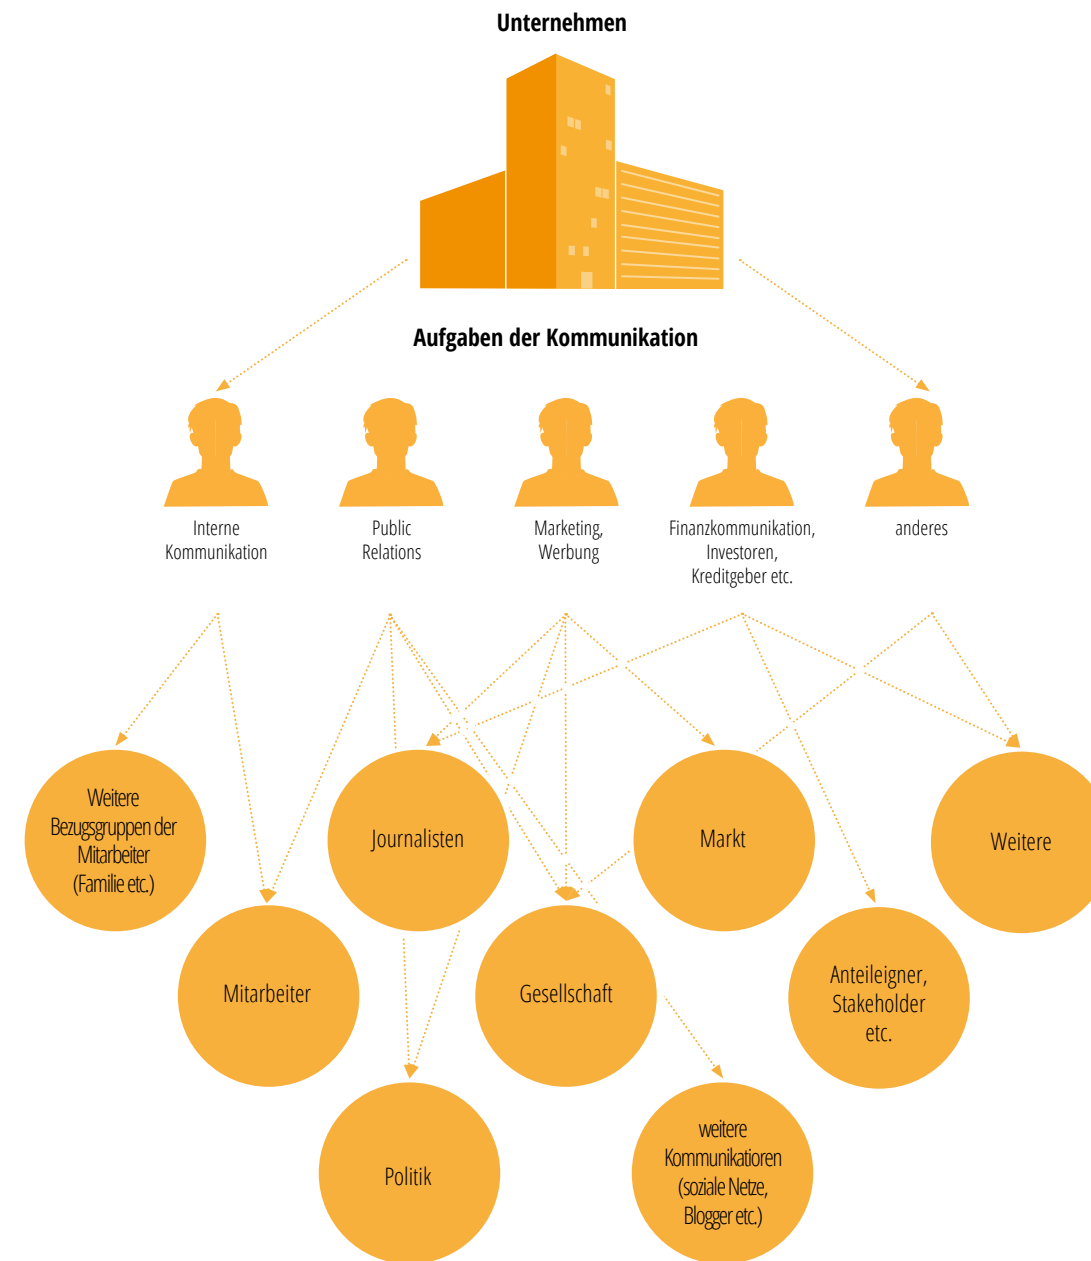 Unternehmen
Aufgaben der Kommunikation
Interne
Kommunikation
Public
Relations
Marketing,
Werbung
Finanzkommunikation,
Investoren,
Kreditgeber etc.
anderes
Weitere
Bezugsgruppen der
Mitarbeiter
(Familie etc.)
Journalisten
Markt
Weitere
Mitarbeiter
Gesellschaft
Anteileigner,
Stakeholder
etc.
Politik
weitere
Kommunikatioren
(soziale Netze,
Blogger etc.)